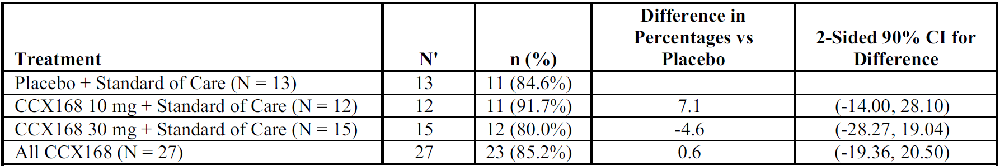 Treatment N' n (%) Difference in Percentages vs Placebo 2-Sided 90% CI for Difference
Placebo + Standard of Care (N = 13) 13 11 (84.6%)
CCX168 10 mg + Standard of Care (N = 12) 12 11 (91.7%) 7.1 (-14.00, 28.10)
CCX168 30 mg + Standard of Care (N = 15) 15 12 (80.0%) -4.6 (-28.27, 19.04)
All CCX168 (N = 27) 27 23 (85.2%) 0.6 (-19.36, 20.50)